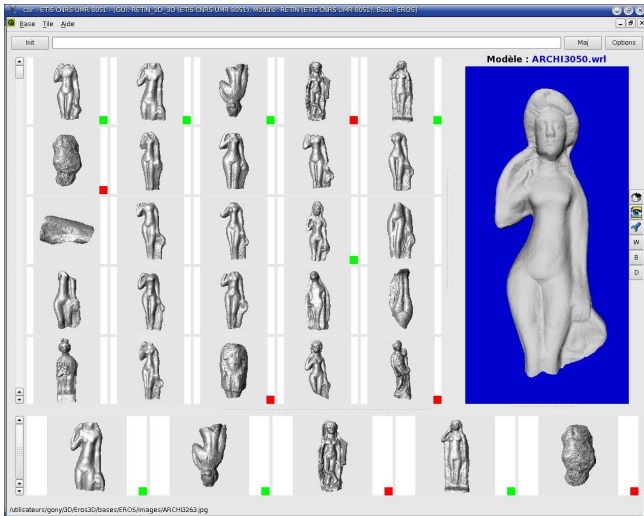 cbr - ETIS CNRS UMR 8051 - [GUI: RETIN_2D_3D (ETIS CNRS UMR 8051), Module: RETIN (ETIS CNRS UMR 8051), Base: EROS]
Base Tile Aide
Init Maj Options
Modèle : ARCHI3050.wrl
W
B
D
/utilisateurs/gony/3D/Eros3D/bases/EROS/images/ARCHI3263.jpg